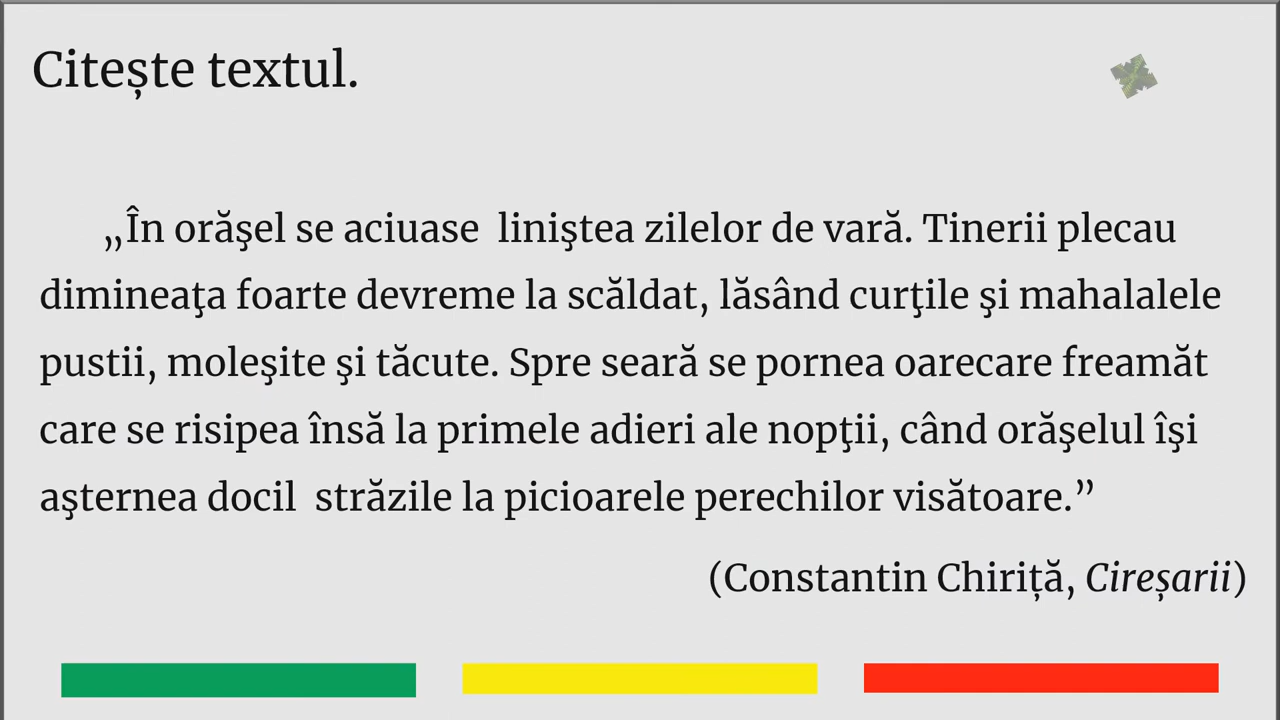 Citește textul.
„În orăşel se aciuase  liniştea zilelor de vară. Tinerii plecau
dimineaţa foarte devreme la scăldat, lăsând curţile şi mahalalele
pustii, moleşite şi tăcute. Spre seară se pornea oarecare freamăt
care se risipea însă la primele adieri ale nopţii, când orăşelul îşi
aşternea docil  străzile la picioarele perechilor visătoare.”
(Constantin Chiriță, Cireșarii)